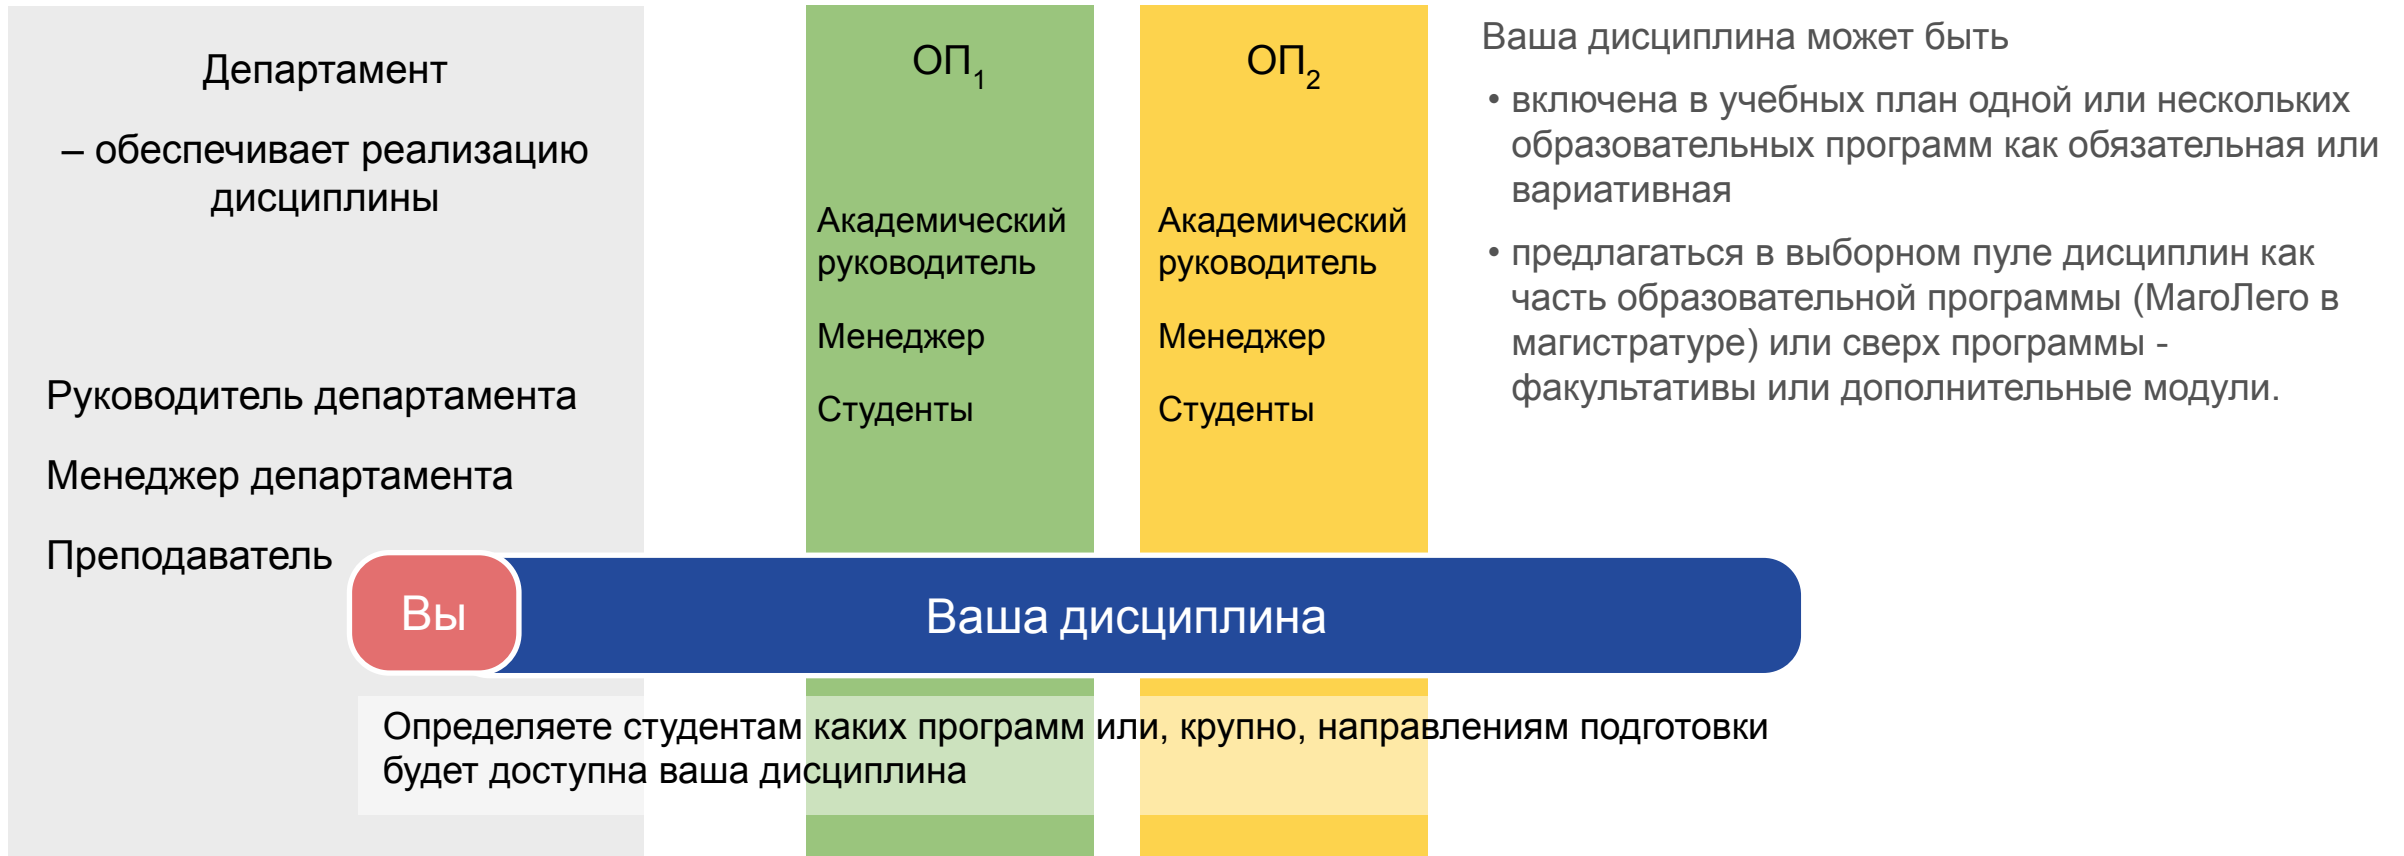 Департамент
– обеспечивает реализацию
дисциплины
Руководитель департамента
Менеджер департамента
Преподаватель
ОП1
Академический
руководитель
Менеджер
Студенты
ОП2
Академический
руководитель
Менеджер
Студенты
Ваша дисциплина может быть
• включена в учебных план одной или нескольких
образовательных программ как обязательная или
вариативная
• предлагаться в выборном пуле дисциплин как
часть образовательной программы (МагоЛего в
магистратуре) или сверх программы -
факультативы или дополнительные модули.
Вы
Ваша дисциплина
Определяете студентам каких программ или, крупно, направлениям подготовки
будет доступна ваша дисциплина